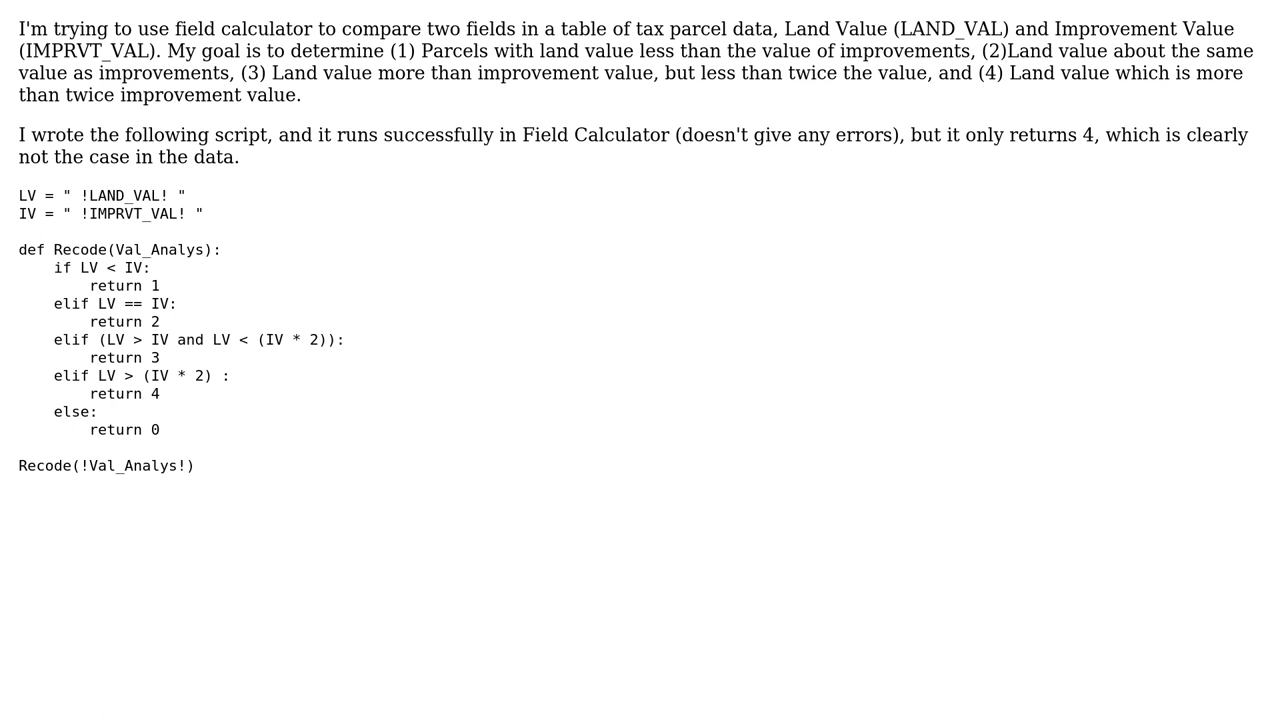 I'm trying to use field calculator to compare two fields in a table of tax parcel data, Land Value (LAND_VAL) and Improvement Value
(IMPRVT_VAL). My goal is to determine (1) Parcels with land value less than the value of improvements, (2)Land value about the same
value as improvements, (3) Land value more than improvement value, but less than twice the value, and (4) Land value which is more
than twice improvement value.
I wrote the following script, and it runs successfully in Field Calculator (doesn't give any errors), but it only returns 4, which is clearly
not the case in the data.
LV = " !LAND_VAL! "
IV = " !IMPRVT_VAL! "
def Recode(Val_Analys):
    if LV < IV:
        return 1
    elif LV == IV:
        return 2
    elif (LV > IV and LV < (IV * 2)):
        return 3
    elif LV > (IV * 2) :
        return 4
    else:
        return 0
Recode(!Val_Analys!)